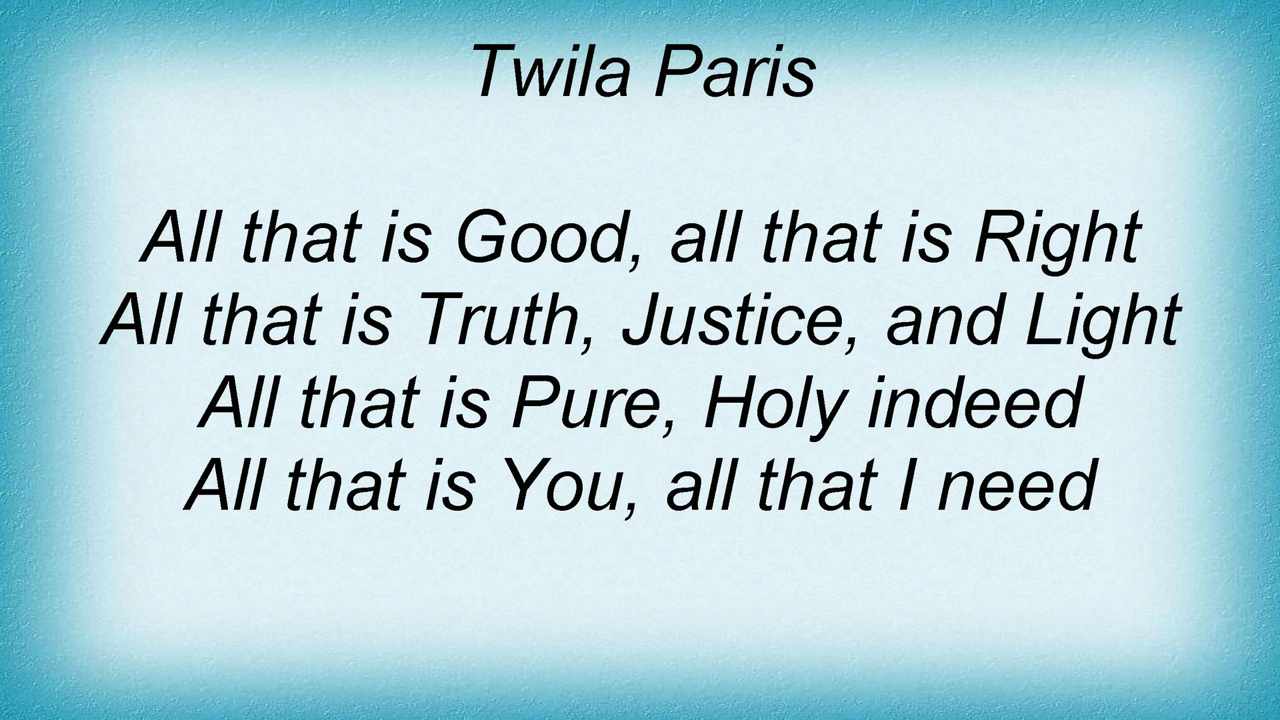 Twila Paris
All that is Good, all that is Right
All that is Truth, Justice, and Light
All that is Pure, Holy indeed
All that is You, all that I need